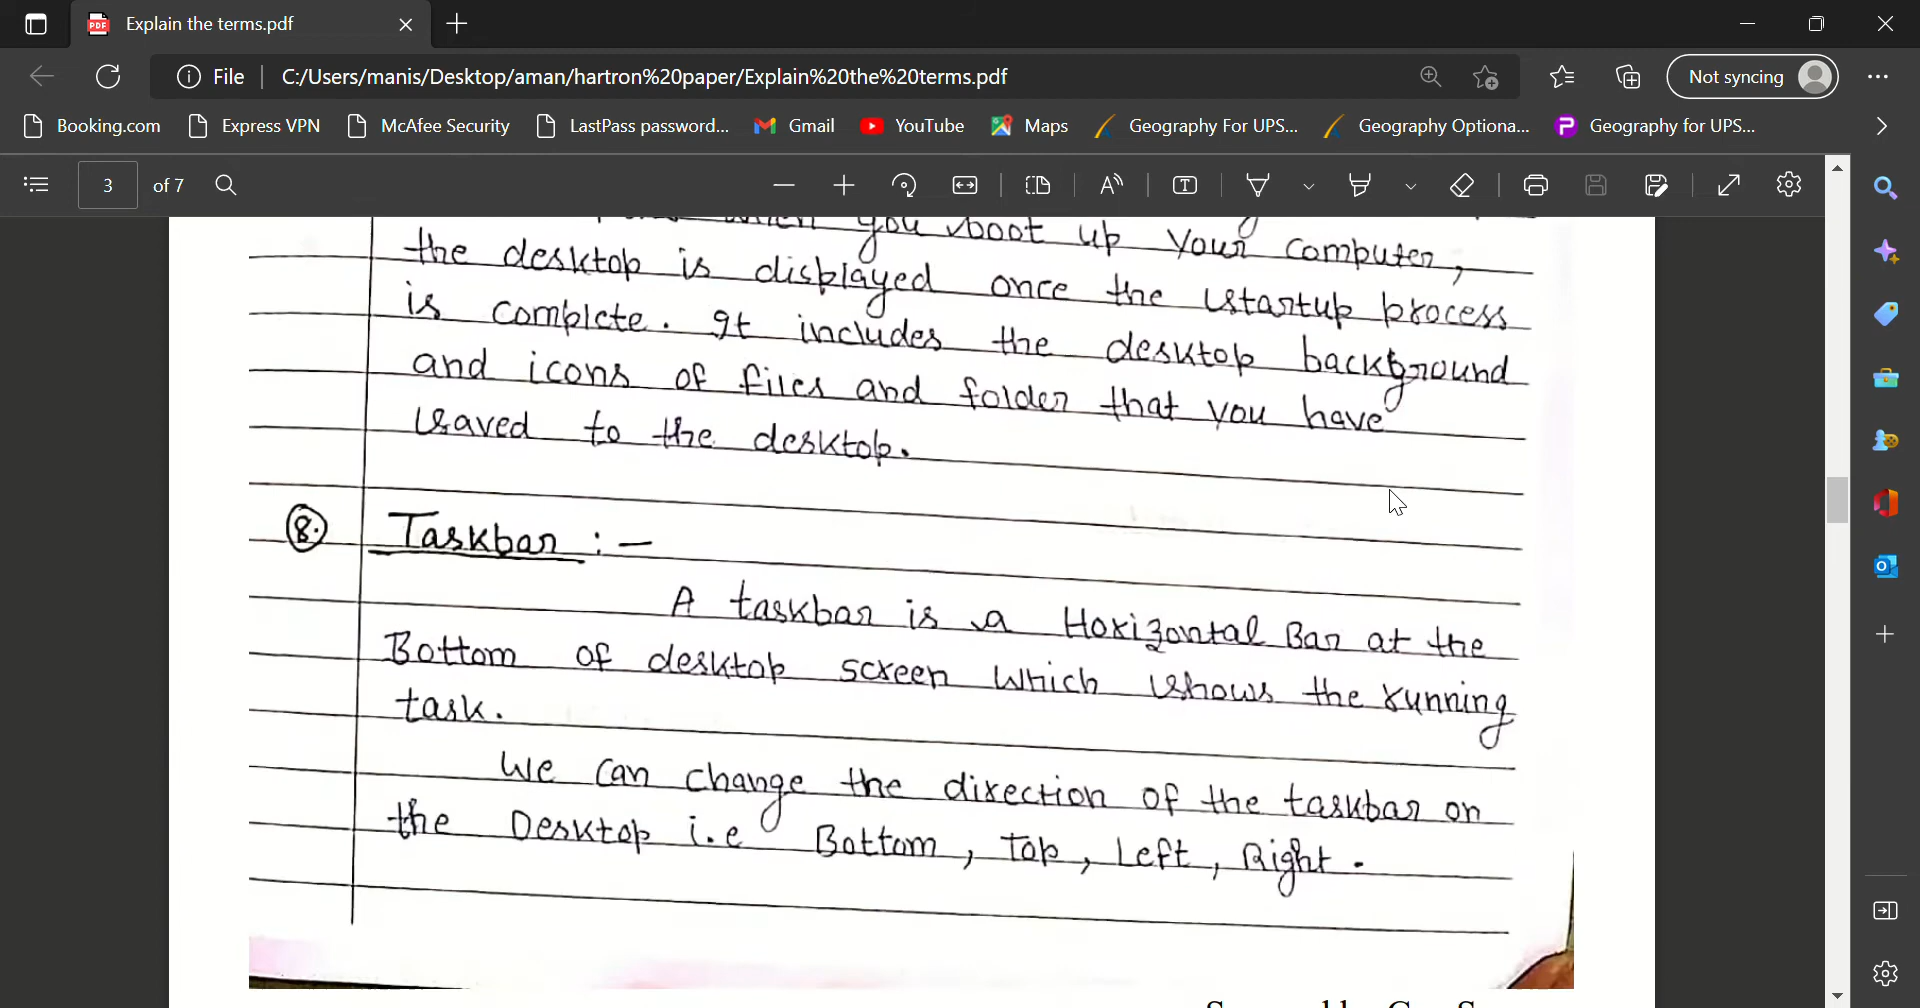 Explain the terms.pdf
File C:/Users/manis/Desktop/aman/hartron%20paper/Explain%20the%20terms.pdf Not syncing
Booking.com Express VPN McAfee Security LastPass password... Gmail YouTube Maps Geography For UPS... Geography Optiona... Geography for UPS...
3 of 7
when you boot up your computer,
the desktop is displayed once the startup process
is complete. It includes the desktop background
and icons of files and folder that you have
saved to the desktop.
8. Taskbar :-
A taskbar is a Horizontal Bar at the
Bottom of desktop screen which shows the running
task.
We can change the direction of the taskbar on
the Desktop i.e Bottom, Top, Left, Right.